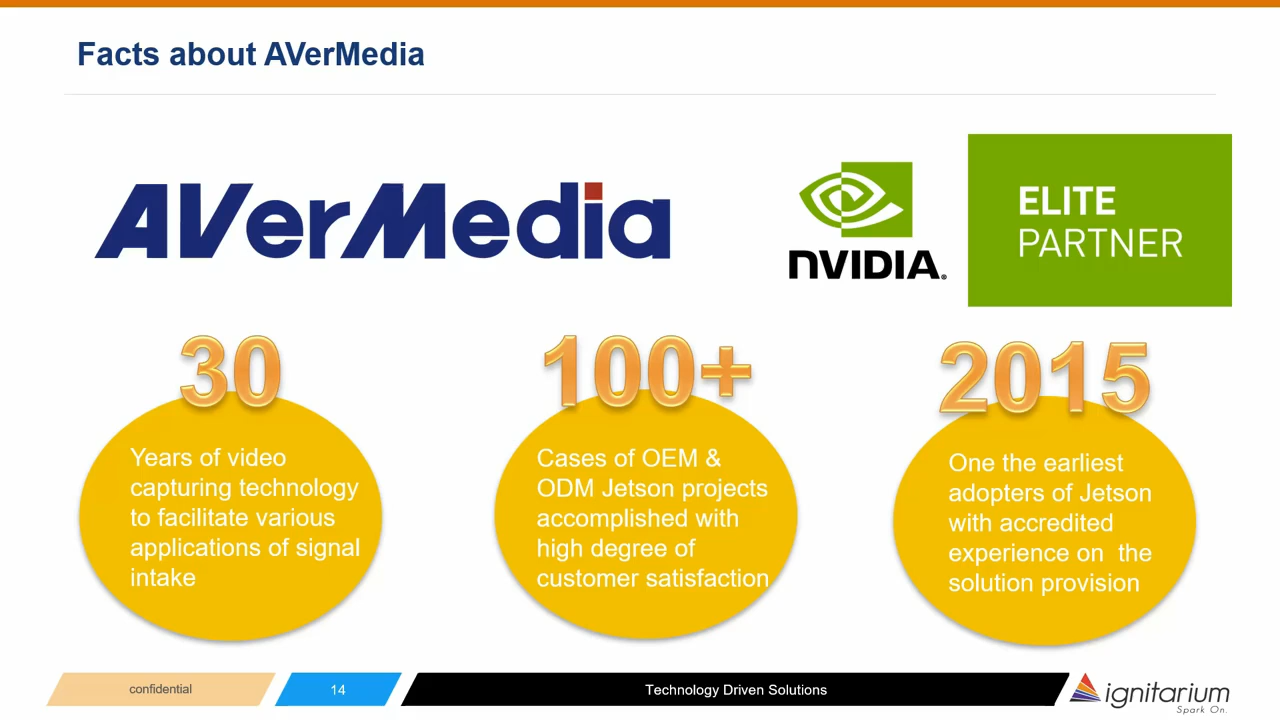 Facts about AVerMedia
AVerMedia
NVIDIA®
ELITE
PARTNER
30
Years of video
capturing technology
to facilitate various
applications of signal
intake
100+
Cases of OEM &
ODM Jetson projects
accomplished with
high degree of
customer satisfaction
2015
One the earliest
adopters of Jetson
with accredited
experience on  the
solution provision
confidential
14
Technology Driven Solutions
ignitarium
Spark On.